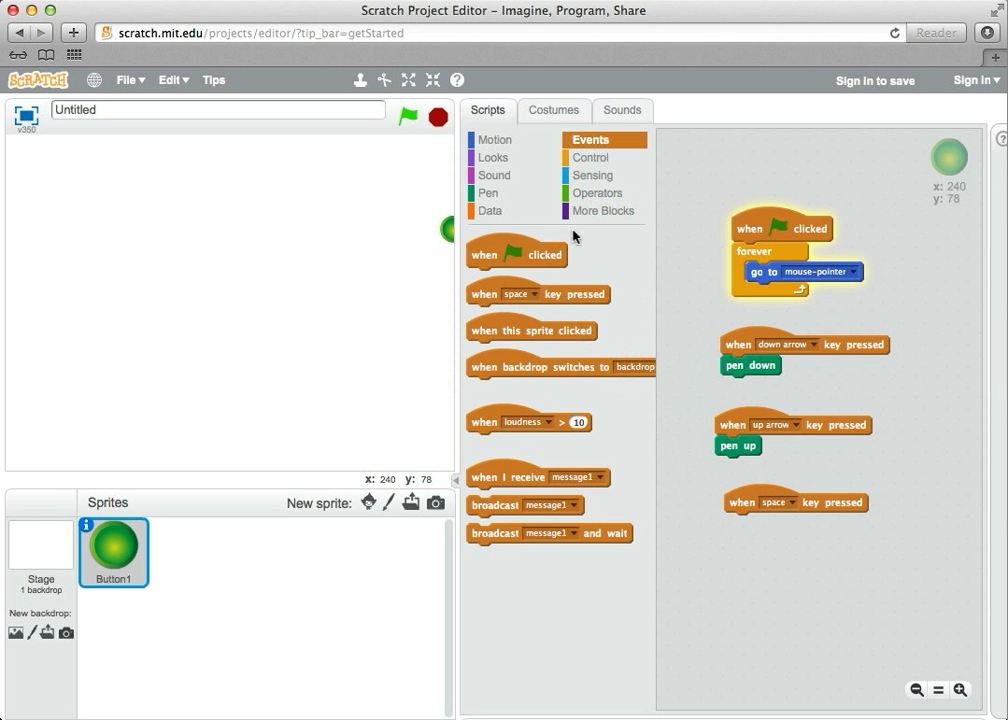 Scratch Project Editor - Imagine, Program, Share
scratch.mit.edu/projects/editor/?tip_bar=getStarted
Reader
SCRATCH
File
Edit
Tips
Sign in to save
Sign in
v350
Untitled
Scripts
Costumes
Sounds
Motion
Events
Looks
Control
Sound
Sensing
Pen
Operators
Data
More Blocks
when clicked
when space key pressed
when this sprite clicked
when backdrop switches to backdrop
when loudness > 10
when I receive message1
broadcast message1
broadcast message1 and wait
x: 240
y: 78
when clicked
forever
go to mouse-pointer
when down arrow key pressed
pen down
when up arrow key pressed
pen up
when space key pressed
x: 240 y: 78
Sprites
New sprite:
Stage
1 backdrop
New backdrop:
Button1